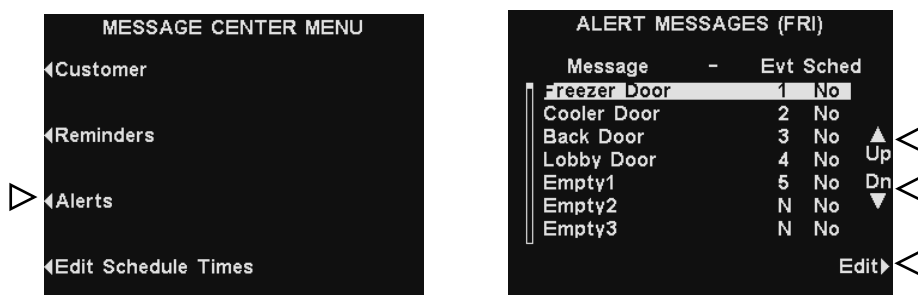 MESSAGE CENTER MENU
Customer
Reminders
Alerts
Edit Schedule Times
ALERT MESSAGES (FRI)
Message - Evt Sched
Freezer Door 1 No
Cooler Door 2 No
Back Door 3 No
Lobby Door 4 No
Empty1 5 No
Empty2 N No
Empty3 N No
Up
Dn
Edit